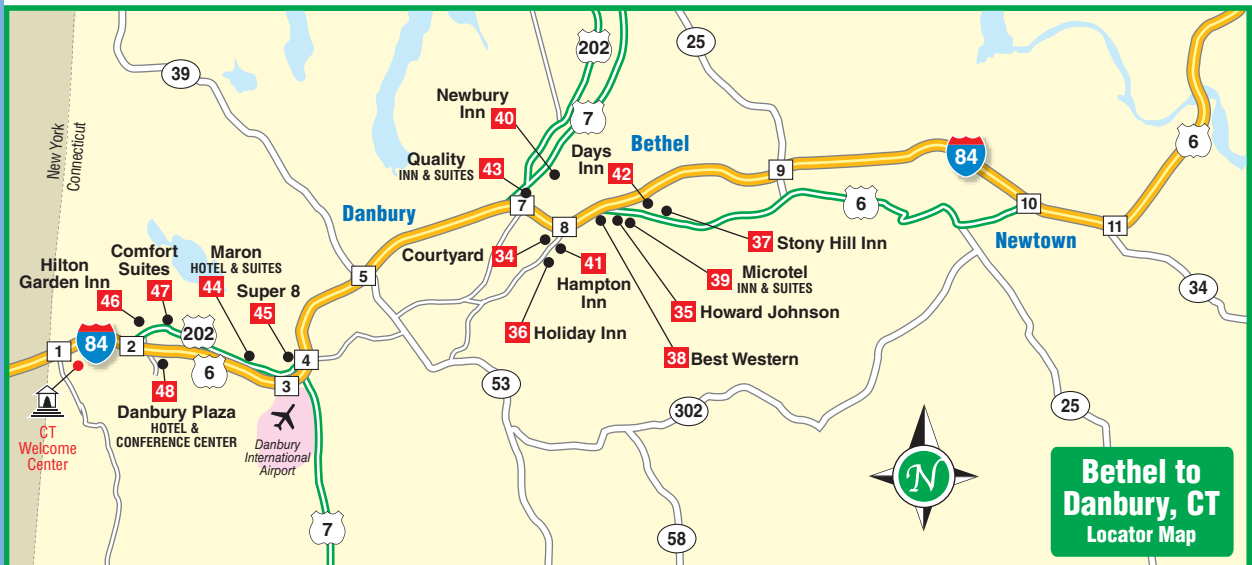 202
25
39
Newbury
Inn 40
7
New York
Connecticut
Quality
INN & SUITES 43
Days
Inn 42
Bethel
84
6
9
Danbury
7
8
6
10
11
Newtown
Courtyard 34
41
Hampton
Inn
36 Holiday Inn
37 Stony Hill Inn
39 Microtel
INN & SUITES
35 Howard Johnson
38 Best Western
34
5
Hilton
Garden Inn
46
Comfort
Suites
47
Maron
HOTEL & SUITES
44
Super 8
45
1
84
2
202
6
4
3
48
Danbury Plaza
HOTEL &
CONFERENCE CENTER
CT
Welcome
Center
Danbury
International
Airport
53
302
25
7
58
N
Bethel to
Danbury, CT
Locator Map